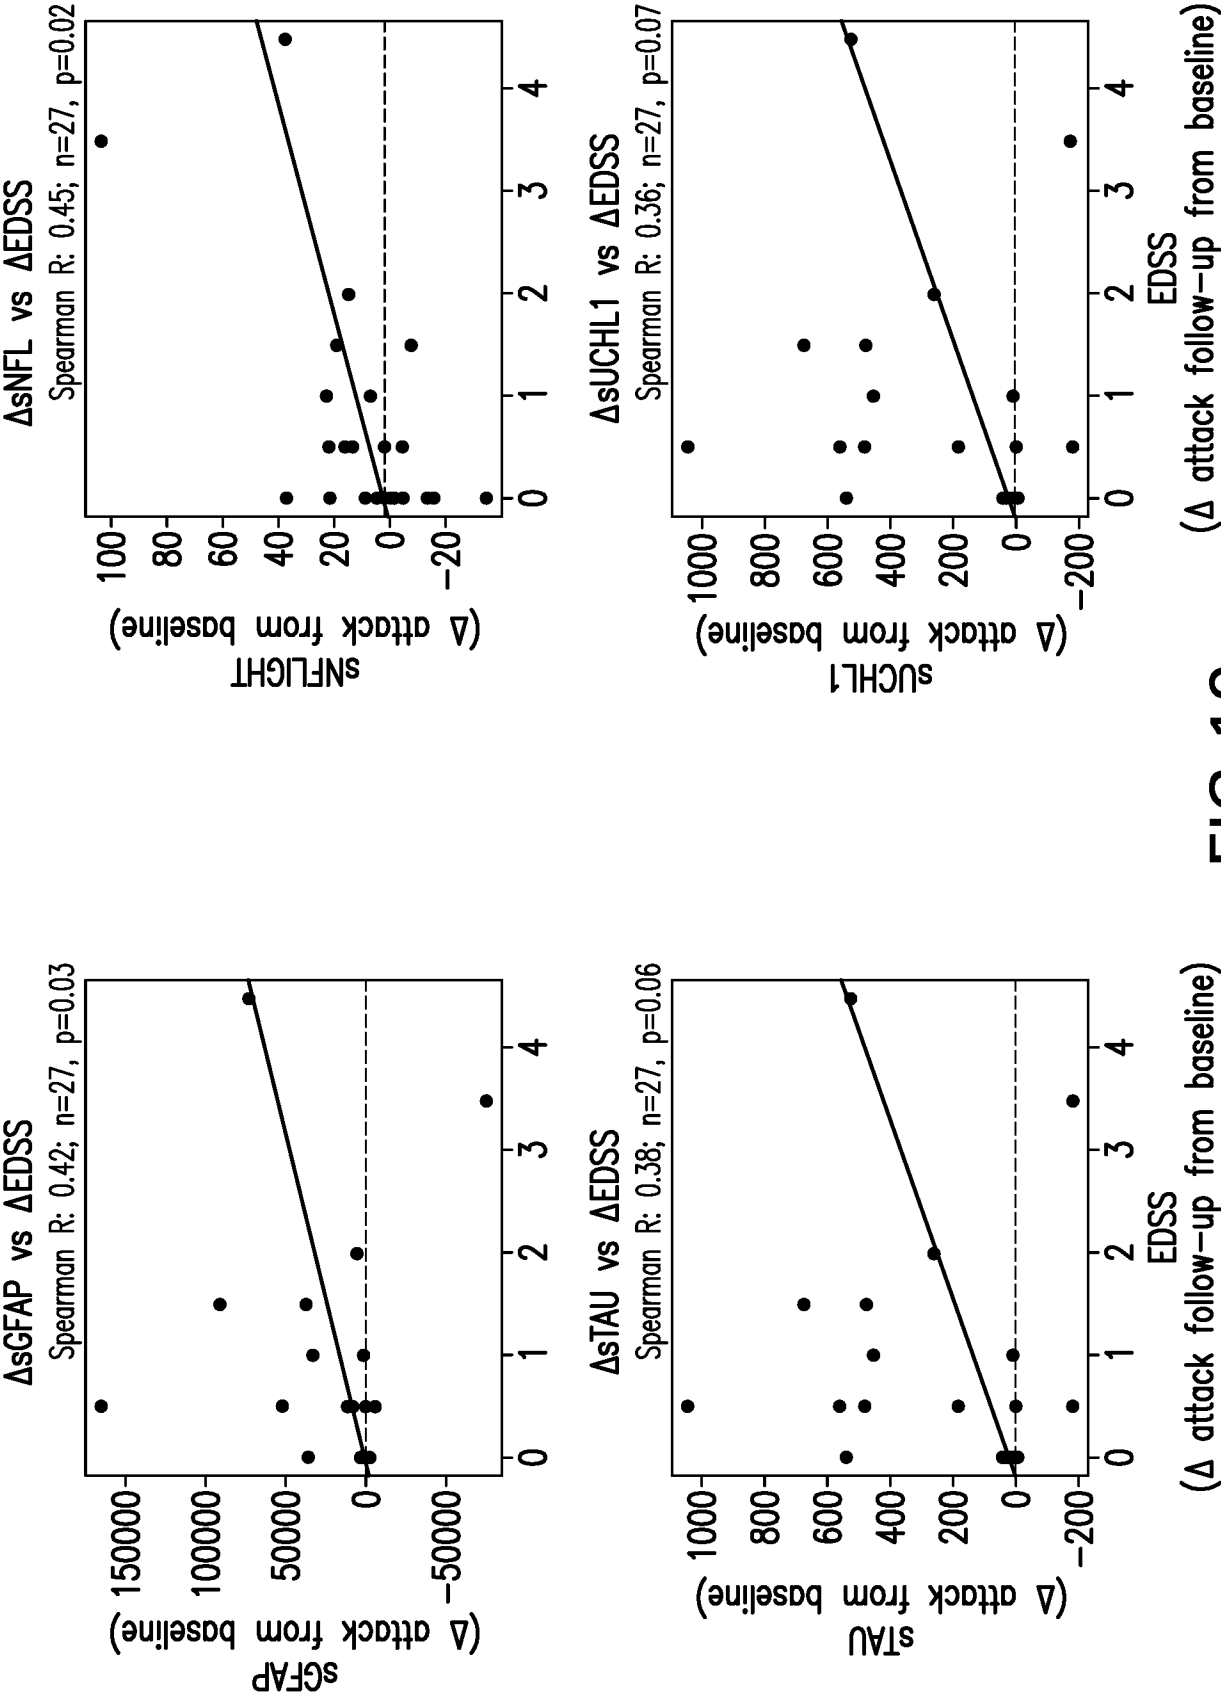 ΔsGFAP vs ΔEDSS
Spearman R: 0.42; n=27, p=0.03
sGFAP
(Δ attack from baseline)
150000
100000
50000
0
−50000
0 1 2 3 4
ΔsNFL vs ΔEDSS
Spearman R: 0.45; n=27, p=0.02
sNFLIGHT
(Δ attack from baseline)
100
80
60
40
20
0
−20
0 1 2 3 4
ΔsTAU vs ΔEDSS
Spearman R: 0.38; n=27, p=0.06
sTAU
(Δ attack from baseline)
1000
800
600
400
200
0
−200
0 1 2 3 4
EDSS
(Δ attack follow−up from baseline)
ΔsUCHL1 vs ΔEDSS
Spearman R: 0.36; n=27, p=0.07
sUCHL1
(Δ attack from baseline)
1000
800
600
400
200
0
−200
0 1 2 3 4
EDSS
(Δ attack follow−up from baseline)